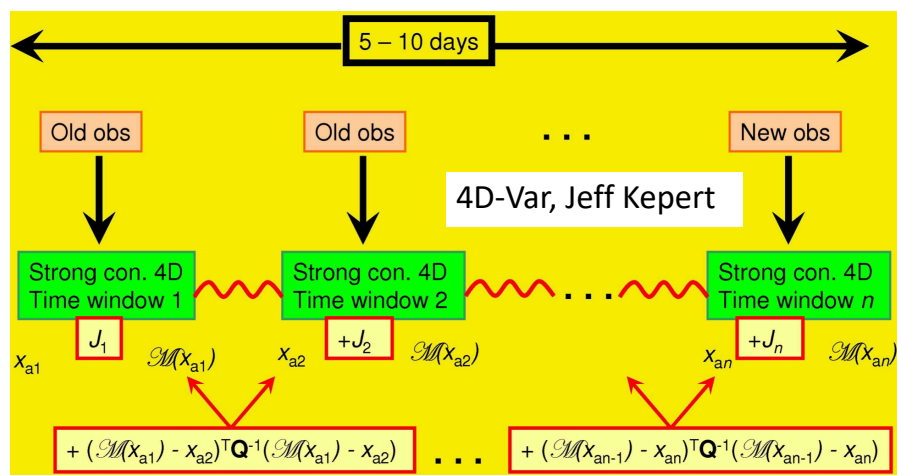 5 – 10 days
Old obs
Old obs
. . .
New obs
4D-Var, Jeff Kepert
Strong con. 4D
Time window 1
Strong con. 4D
Time window 2
. . .
Strong con. 4D
Time window n
J₁
+J₂
+Jₙ
xₐ₁
ℳ(xₐ₁)
xₐ₂
ℳ(xₐ₂)
xₐₙ
ℳ(xₐₙ)
+ (ℳ(xₐ₁) - xₐ₂)ᵀQ⁻¹(ℳ(xₐ₁) - xₐ₂)
. . .
+ (ℳ(xₐₙ₋₁) - xₐₙ)ᵀQ⁻¹(ℳ(xₐₙ₋₁) - xₐₙ)